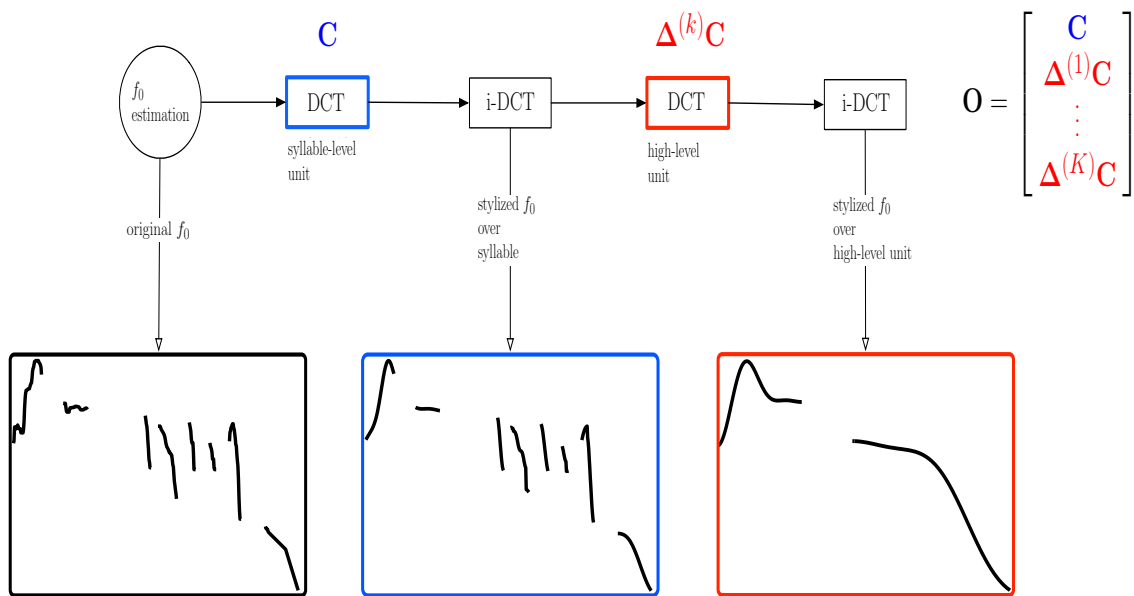 C
Δ^(k)C
f₀
estimation
DCT
i-DCT
DCT
i-DCT
syllable-level
unit
high-level
unit
O = [ C
Δ^(1)C
⋮
Δ^(K)C ]
original f₀
stylized f₀
over
syllable
stylized f₀
over
high-level unit